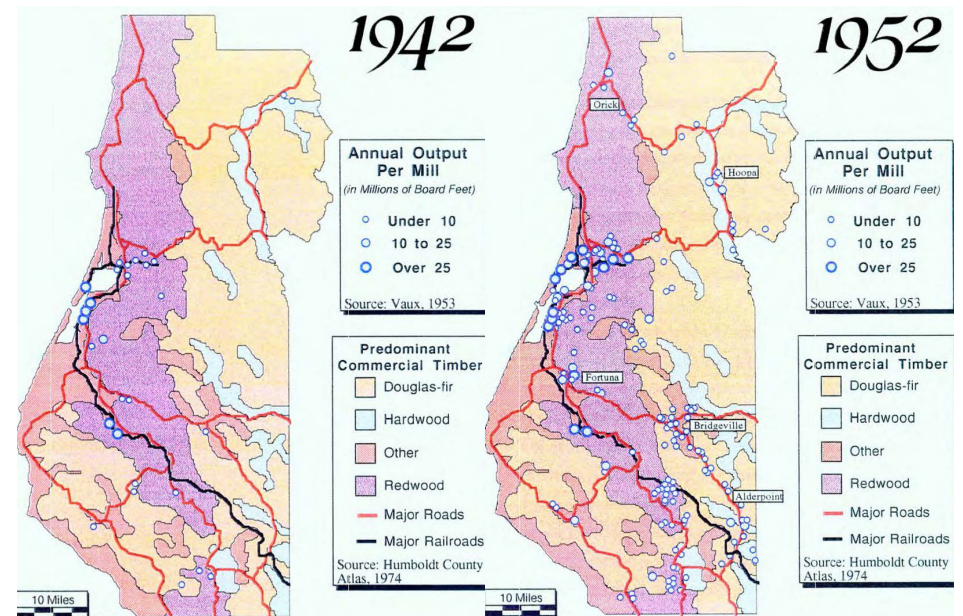 1942
Annual Output
Per Mill
(in Millions of Board Feet)
Under 10
10 to 25
Over 25
Source: Vaux, 1953
Predominant
Commercial Timber
Douglas-fir
Hardwood
Other
Redwood
Major Roads
Major Railroads
Source: Humboldt County
Atlas, 1974
10 Miles
1952
Orick
Hoopa
Fortuna
Bridgeville
Alderpoint
Annual Output
Per Mill
(in Millions of Board Feet)
Under 10
10 to 25
Over 25
Source: Vaux, 1953
Predominant
Commercial Timber
Douglas-fir
Hardwood
Other
Redwood
Major Roads
Major Railroads
Source: Humboldt County
Atlas, 1974
10 Miles